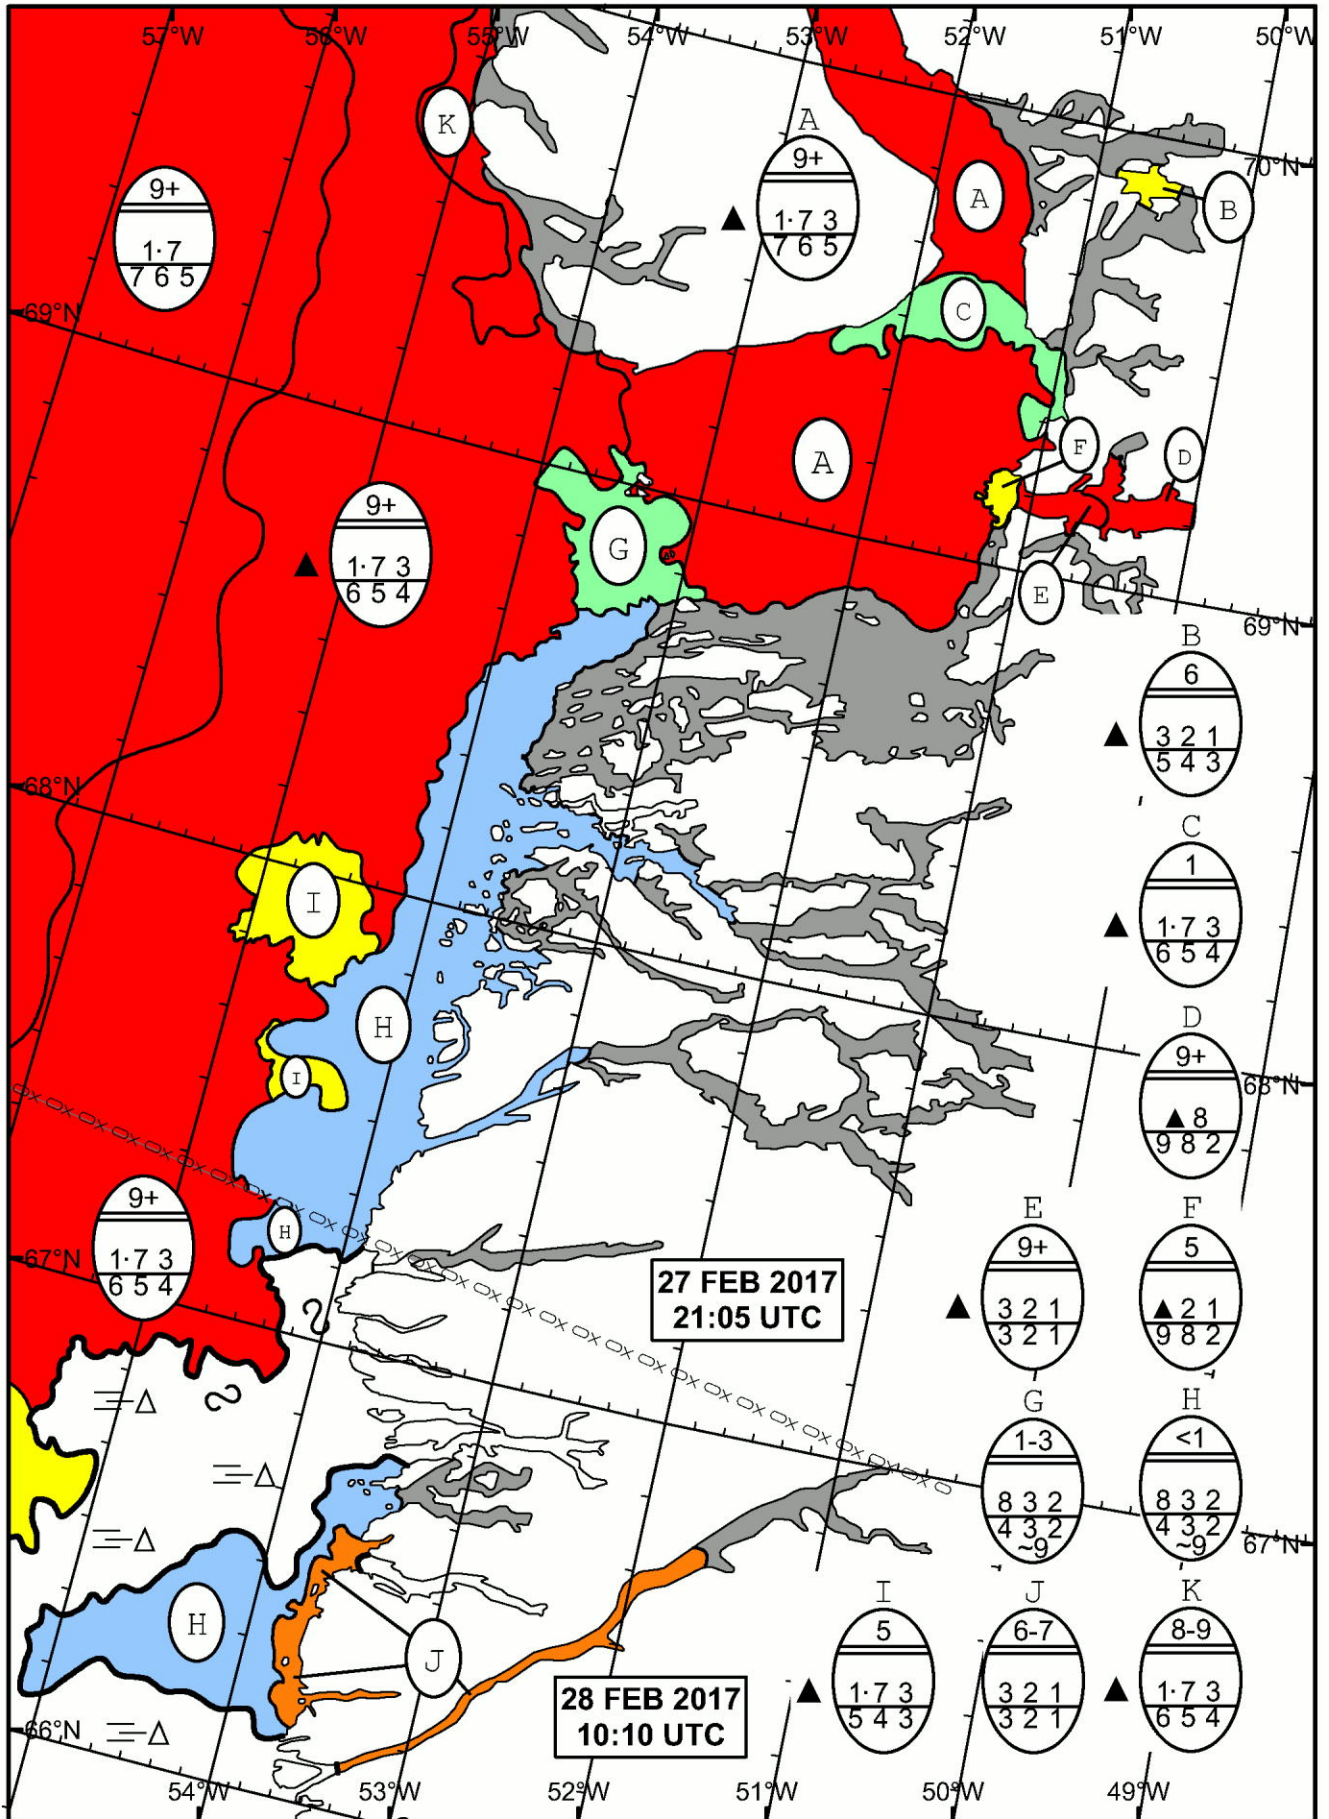 57°W 56°W 55°W 54°W 53°W 52°W 51°W 50°W
K
A
9+
1·7 3
7 6 5
70°N
9+
1·7
7 6 5
A
B
69°N
C
F
D
A
9+
1·7 3
6 5 4
G
E
69°N
B
6
3 2 1
5 4 3
68°N
C
1
1·7 3
6 5 4
I
H
D
9+
▲ 8
9 8 2
68°N
I
9+
1·7 3
6 5 4
H
67°N
E
9+
3 2 1
3 2 1
F
5
▲ 2 1
9 8 2
27 FEB 2017
21:05 UTC
G
1-3
8 3 2
4 3 2
~9
H
<1
8 3 2
4 3 2
~9
67°N
H
J
I
5
1·7 3
5 4 3
J
6-7
3 2 1
3 2 1
K
8-9
1·7 3
6 5 4
28 FEB 2017
10:10 UTC
66°N
54°W 53°W 52°W 51°W 50°W 49°W